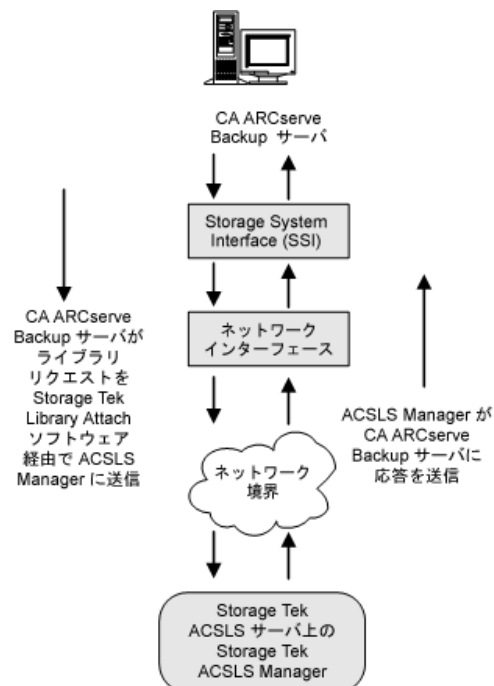 CA ARCserve
Backup サーバ
Storage System
Interface (SSI)
CA ARCserve
Backup サーバが
ライブラリ
リクエストを
Storage Tek
Library Attach
ソフトウェア
経由で ACSLS
Manager に送信
ネットワーク
インターフェース
ACSLS Manager が
CA ARCserve
Backup サーバに
応答を送信
ネットワーク
境界
Storage Tek
ACSLS サーバ上の
Storage Tek
ACSLS Manager